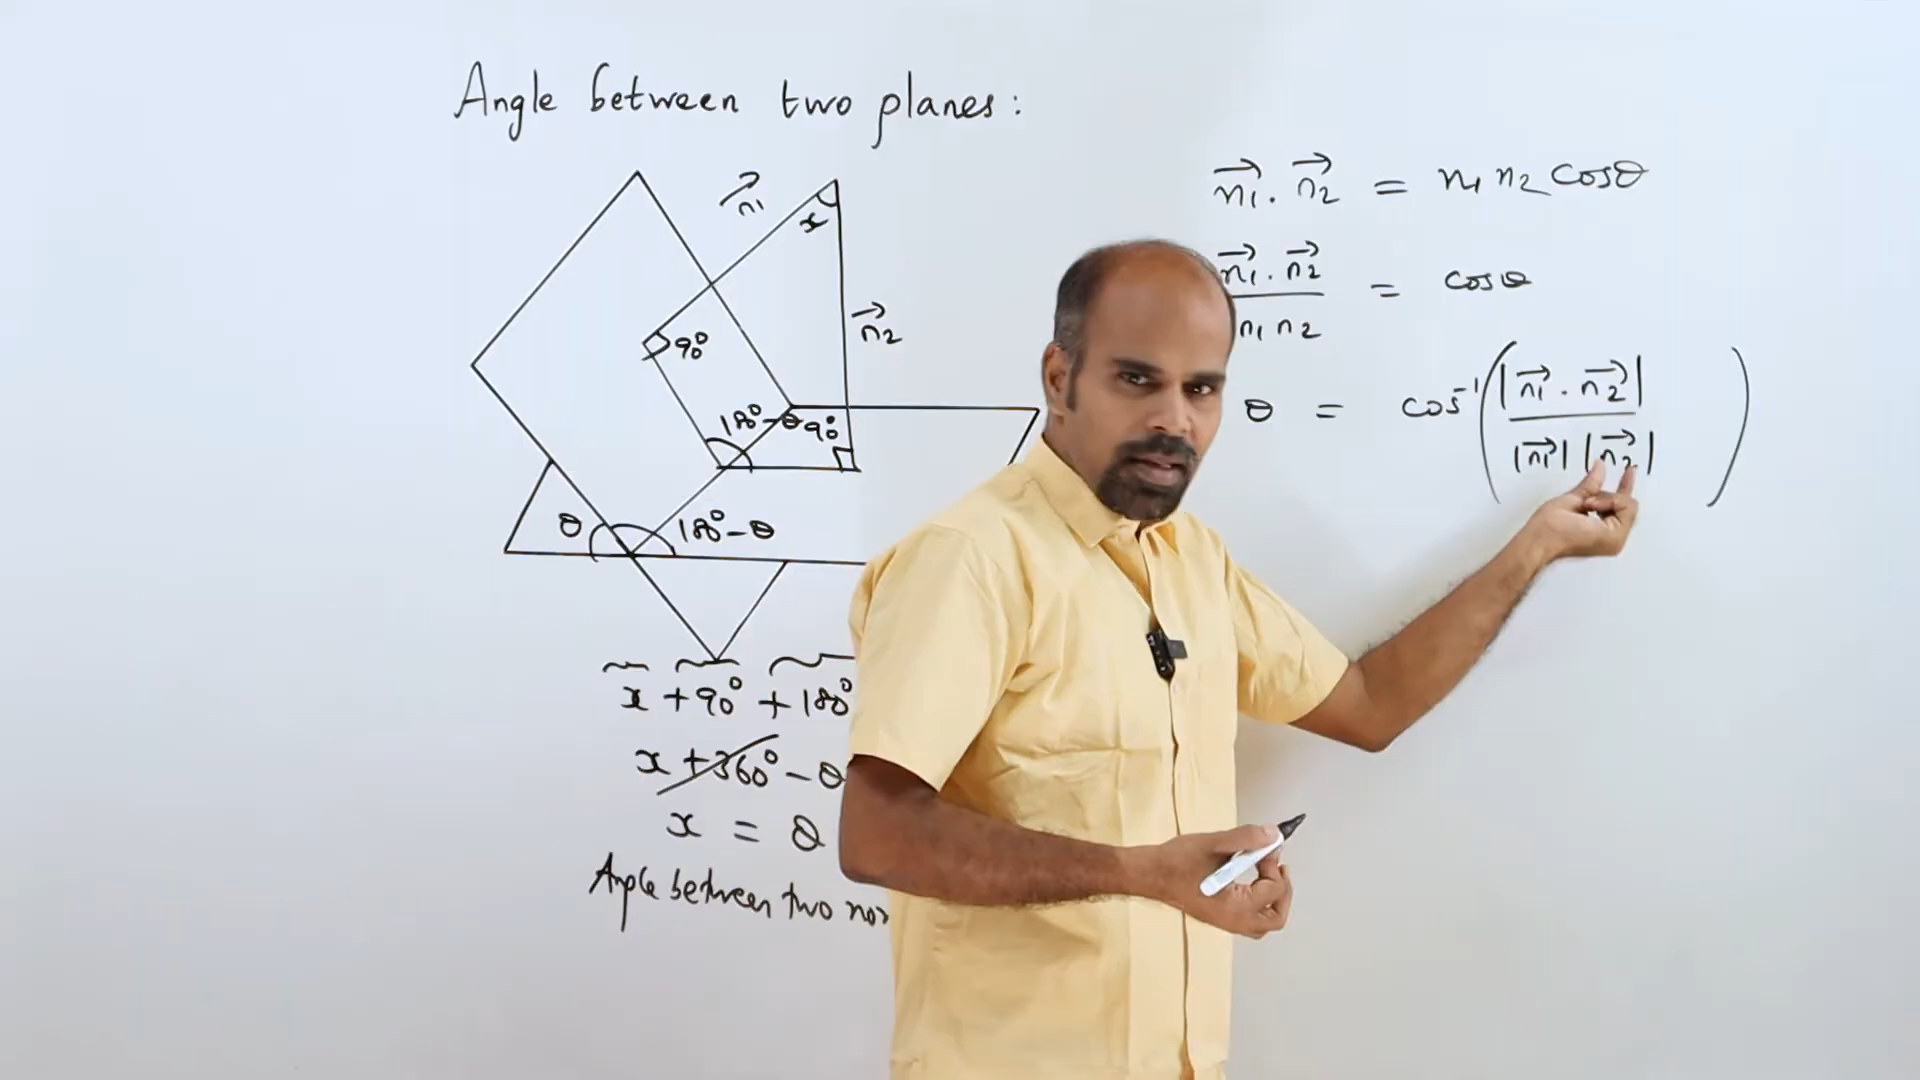 Angle between two planes:
n₁⃗
x
n₂⃗
90°
180°-θ
90°
θ
180°-θ
x +90° +180°
x +360° - θ
x = θ
Angle between two nor
n₁⃗ . n₂⃗ = n₁ n₂ Cosθ
n₁⃗ . n₂⃗ / n₁ n₂ = cosθ
θ = cos⁻¹(|n₁⃗ . n₂⃗| / |n₁⃗| |n₂⃗|)